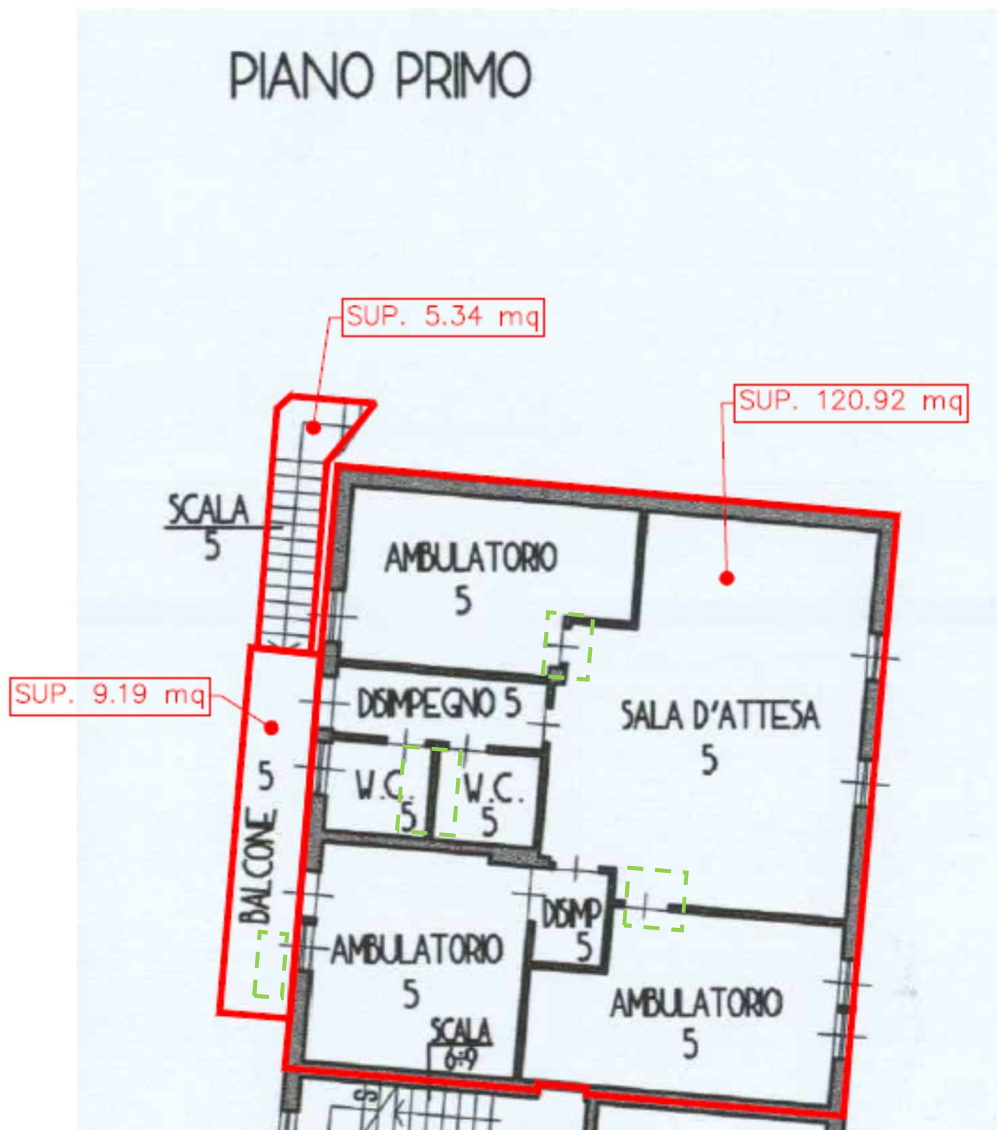 PIANO PRIMO
SUP. 5.34 mq
SUP. 120.92 mq
SCALA
5
AMBULATORIO
5
SUP. 9.19 mq
DISIMPEGNO 5
SALA D'ATTESA
5
W.C.
5
W.C.
5
BALCONE 5
DISIMP
5
AMBULATORIO
5
AMBULATORIO
5
SCALA
6÷9
S